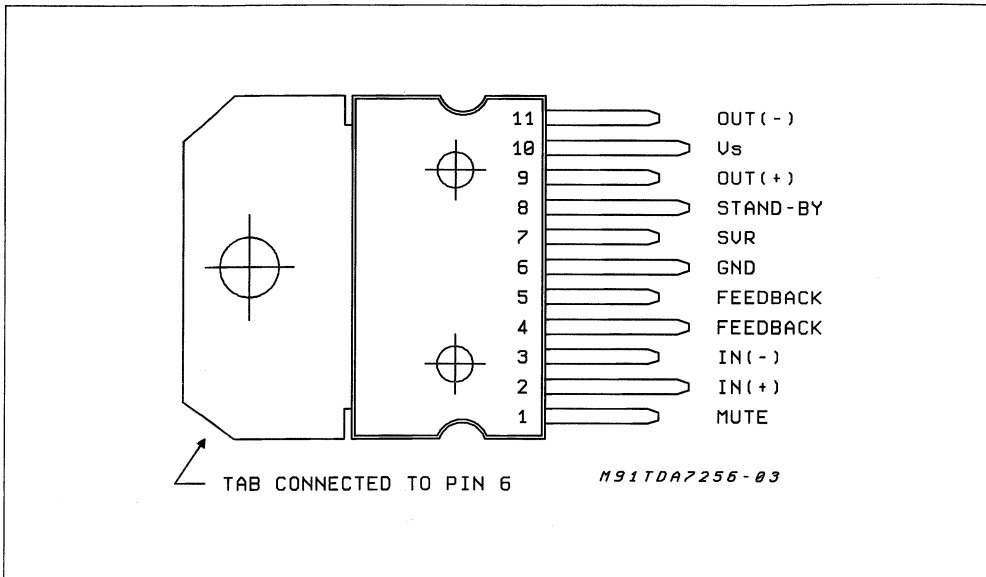 11 OUT(-)
10 Vs
9 OUT(+)
8 STAND-BY
7 SVR
6 GND
5 FEEDBACK
4 FEEDBACK
3 IN(-)
2 IN(+)
1 MUTE
TAB CONNECTED TO PIN 6
M91TDA7256-03